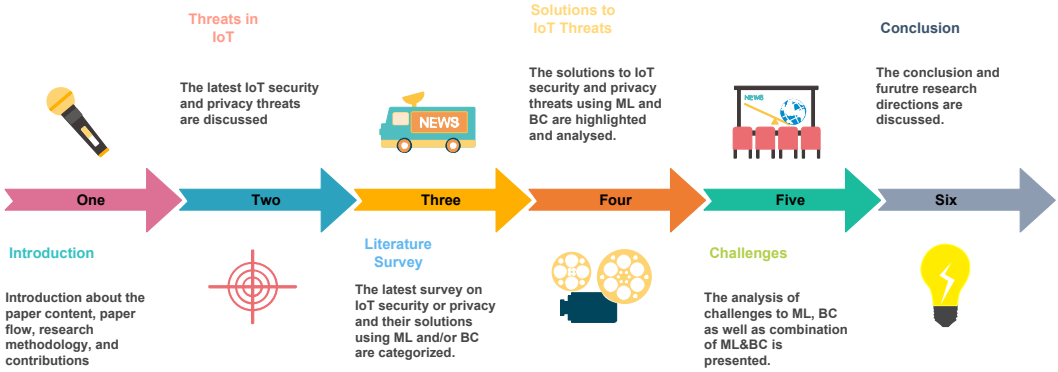 Threats in
IoT
The latest IoT security
and privacy threats
are discussed
Solutions to
IoT Threats
The solutions to IoT
security and privacy
threats using ML and
BC are highlighted
and analysed.
Conclusion
The conclusion and
furutre research
directions are
discussed.
NEWS
NEWS
One
Two
Three
Four
Five
Six
Introduction
Introduction about the
paper content, paper
flow, research
methodology, and
contributions
Literature
Survey
The latest survey on
IoT security or privacy
and their solutions
using ML and/or BC
are categorized.
Challenges
The analysis of
challenges to ML, BC
as well as combination
of ML&BC is
presented.